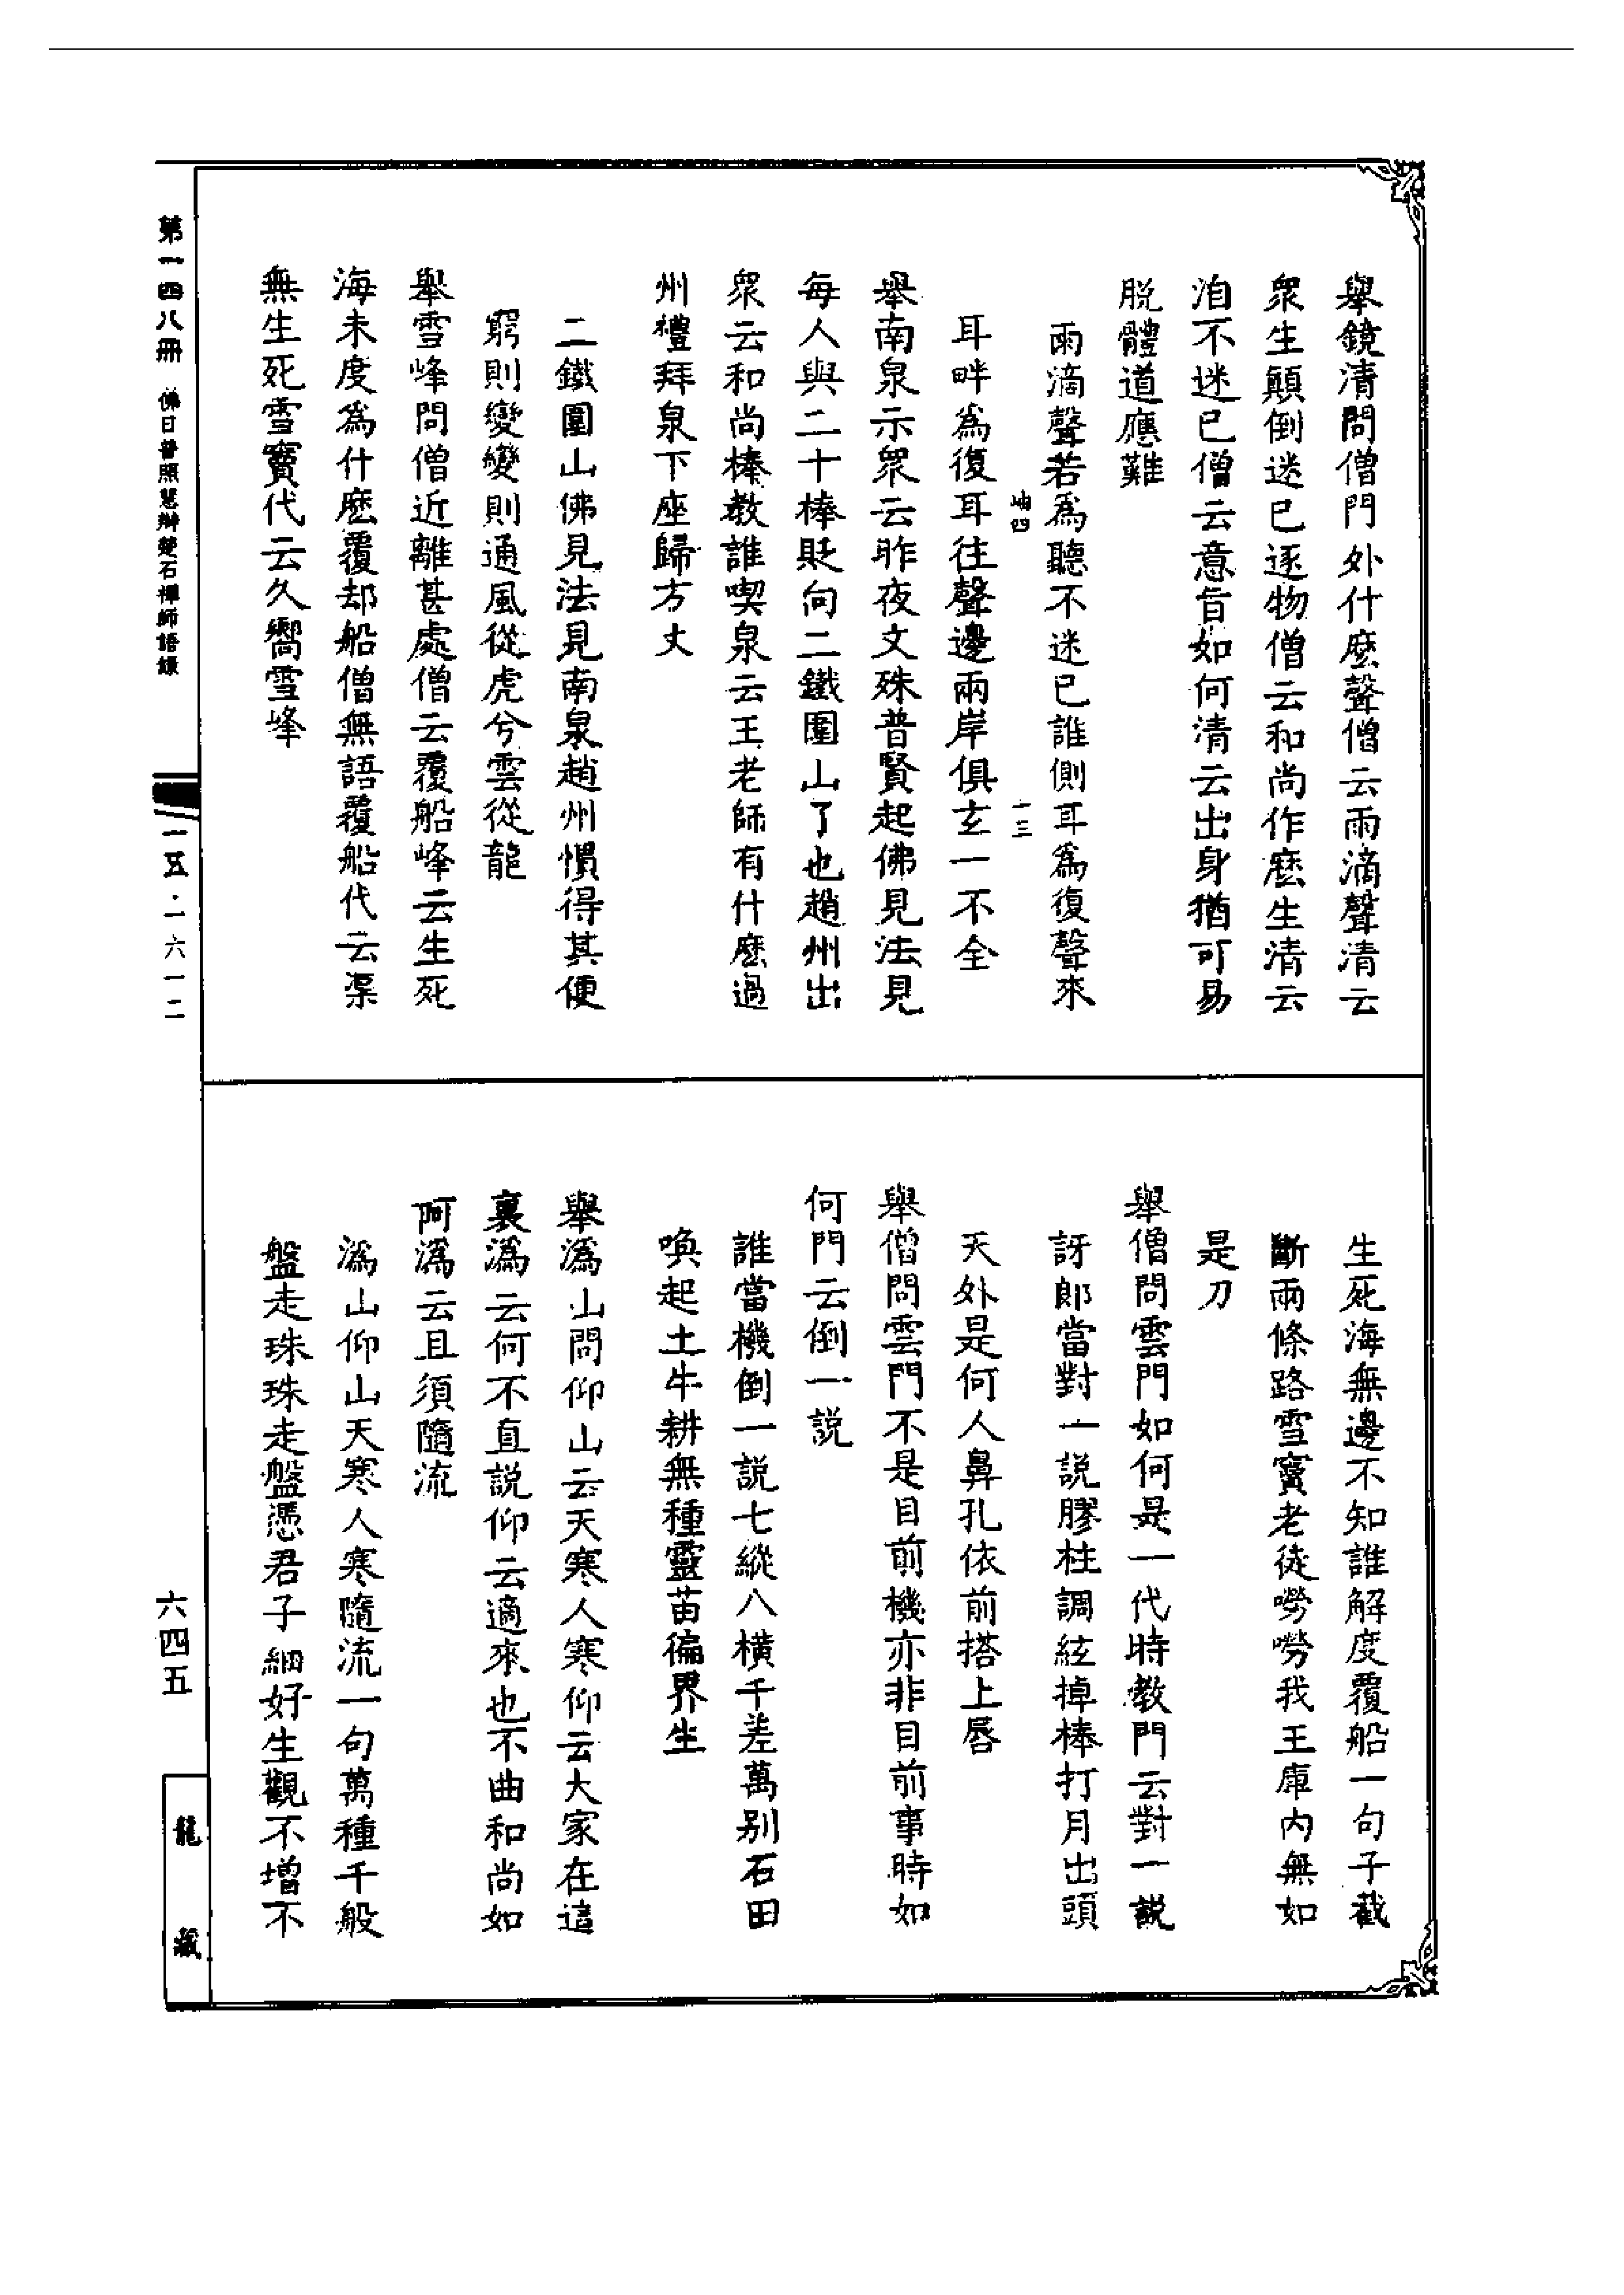 舉鏡清問僧門外什麼聲僧云雨滴聲清云
衆生顛倒迷已逐物僧云和尚作麼生清云
洎不迷已僧云意旨如何清云出身猶可易
脫體道應難
雨滴聲若為聽不迷已誰側耳為復聲來
耳畔為復耳往聲邊兩岸俱玄一不全
岫四
十三
舉南泉示衆云昨夜文殊普賢起佛見法見
每人與二十棒貶向二鐵圍山了也趙州出
衆云和尚棒教誰喫泉云王老師有什麼過
州禮拜泉下座歸方丈
二鐵圍山佛見法見南泉趙州慣得其便
窮則變變則通風從虎兮雲從龍
舉雪峰問僧近離甚處僧云覆船峰云生死
海未度為什麼覆却船僧無語覆船代云渠
無生死雪竇代云久嚮雪峰
生死海無邊不知誰解度覆船一句子截
斷兩條路雪竇老徒嘮嘮我王庫內無如
是刀
舉僧問雲門如何是一代時教門云對一說
訝郎當對一說膠柱調絃掉棒打月出頭
天外是何人鼻孔依前搭上唇
舉僧問雲門不是目前機亦非目前事時如
何門云倒一說
誰當機倒一說七縱八橫千差萬别石田
喚起土牛耕無種靈苗徧界生
舉溈山問仰山云天寒人寒仰云大家在這
裏溈云何不直說仰云適來也不曲和尚如
何溈云且須隨流
溈山仰山天寒人寒隨流一句萬種千般
盤走珠珠走盤憑君子細好生觀不增不
第一四八冊 佛日普照慧辯楚石禪師語錄
一五五·一六一二
六四五
龍藏